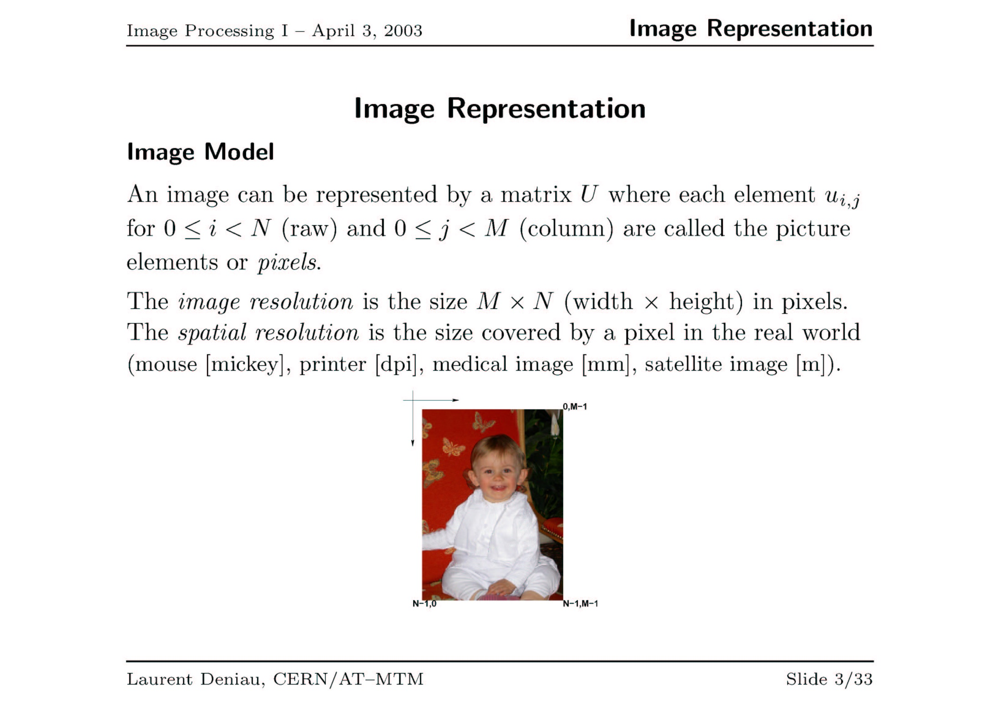 Image Processing I – April 3, 2003
Image Representation
Image Representation
Image Model
An image can be represented by a matrix U where each element u_{i,j}
for 0 ≤ i < N (raw) and 0 ≤ j < M (column) are called the picture
elements or pixels.
The image resolution is the size M × N (width × height) in pixels.
The spatial resolution is the size covered by a pixel in the real world
(mouse [mickey], printer [dpi], medical image [mm], satellite image [m]).
0,M−1
N−1,0
N−1,M−1
Laurent Deniau, CERN/AT–MTM
Slide 3/33